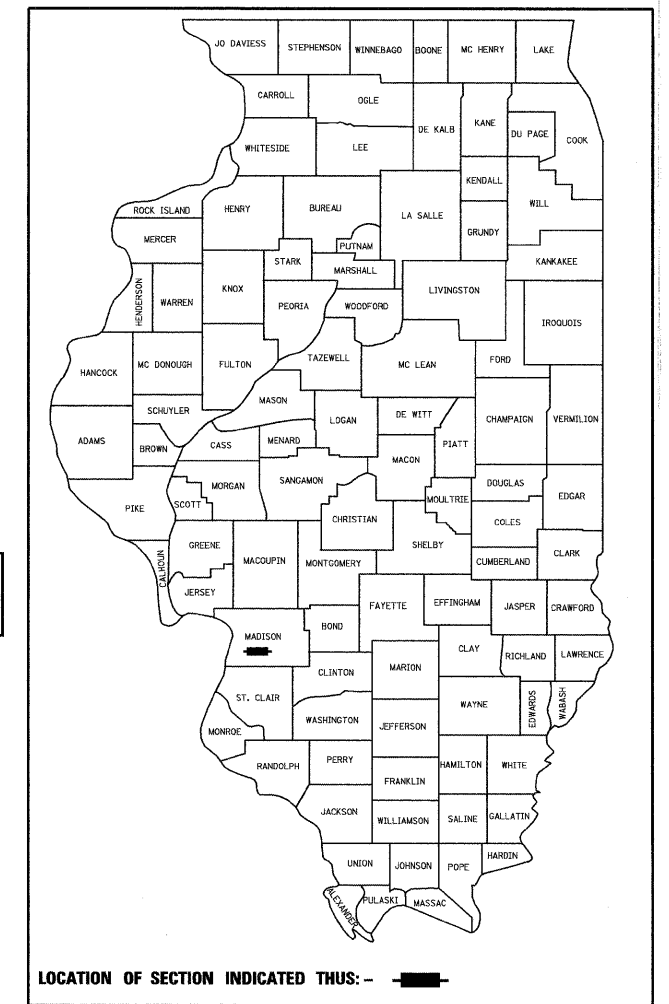 JO DAVIESS
STEPHENSON
WINNEBAGO
BOONE
MC HENRY
LAKE
CARROLL
OGLE
DE KALB
KANE
DU PAGE
COOK
WHITESIDE
LEE
KENDALL
WILL
ROCK ISLAND
HENRY
BUREAU
LA SALLE
GRUNDY
MERCER
PUTNAM
KANKAKEE
STARK
MARSHALL
HENDERSON
WARREN
KNOX
PEORIA
WOODFORD
LIVINGSTON
IROQUOIS
HANCOCK
MC DONOUGH
FULTON
TAZEWELL
MC LEAN
FORD
SCHUYLER
MASON
LOGAN
DE WITT
CHAMPAIGN
VERMILION
ADAMS
BROWN
CASS
MENARD
PIATT
MACON
MORGAN
SANGAMON
DOUGLAS
EDGAR
PIKE
SCOTT
MOULTRIE
CHRISTIAN
COLES
SHELBY
GREENE
MACOUPIN
MONTGOMERY
CUMBERLAND
CLARK
CALHOUN
JERSEY
FAYETTE
EFFINGHAM
JASPER
CRAWFORD
MADISON
BOND
CLAY
RICHLAND
LAWRENCE
CLINTON
MARION
ST. CLAIR
WAYNE
EDWARDS
WABASH
WASHINGTON
JEFFERSON
MONROE
RANDOLPH
PERRY
HAMILTON
WHITE
FRANKLIN
JACKSON
WILLIAMSON
SALINE
GALLATIN
UNION
JOHNSON
POPE
HARDIN
ALEXANDER
PULASKI
MASSAC
LOCATION OF SECTION INDICATED THUS: –